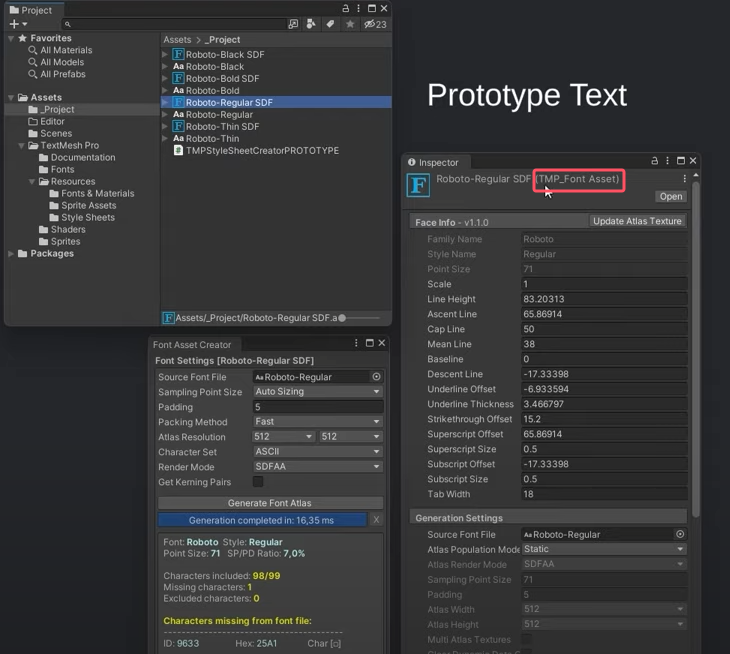 Project
23
Favorites
All Materials
All Models
All Prefabs
Assets
_Project
Editor
Scenes
TextMesh Pro
Documentation
Fonts
Resources
Fonts & Materials
Sprite Assets
Style Sheets
Shaders
Sprites
Packages
Assets > _Project
F Roboto-Black SDF
Aa Roboto-Black
F Roboto-Bold SDF
Aa Roboto-Bold
F Roboto-Regular SDF
Aa Roboto-Regular
F Roboto-Thin SDF
Aa Roboto-Thin
# TMPStyleSheetCreatorPROTOTYPE
F Assets/_Project/Roboto-Regular SDF.a
Prototype Text
Font Asset Creator
Font Settings [Roboto-Regular SDF]
Source Font File Aa Roboto-Regular
Sampling Point Size Auto Sizing
Padding 5
Packing Method Fast
Atlas Resolution 512 512
Character Set ASCII
Render Mode SDFAA
Get Kerning Pairs
Generate Font Atlas
Generation completed in: 16,35 ms X
Font: Roboto Style: Regular
Point Size: 71 SP/PD Ratio: 7,0%
Characters included: 98/99
Missing characters: 1
Excluded characters: 0
Characters missing from font file:
----------------------------------------
ID: 9633 Hex: 25A1 Char [□]
Inspector
F Roboto-Regular SDF (TMP_Font Asset)
Open
Face Info - v1.1.0 Update Atlas Texture
Family Name Roboto
Style Name Regular
Point Size 71
Scale 1
Line Height 83.20313
Ascent Line 65.86914
Cap Line 50
Mean Line 38
Baseline 0
Descent Line -17.33398
Underline Offset -6.933594
Underline Thickness 3.466797
Strikethrough Offset 15.2
Superscript Offset 65.86914
Superscript Size 0.5
Subscript Offset -17.33398
Subscript Size 0.5
Tab Width 18
Generation Settings
Source Font File Aa Roboto-Regular
Atlas Population Mode Static
Atlas Render Mode SDFAA
Sampling Point Size 71
Padding 5
Atlas Width 512
Atlas Height 512
Multi Atlas Textures